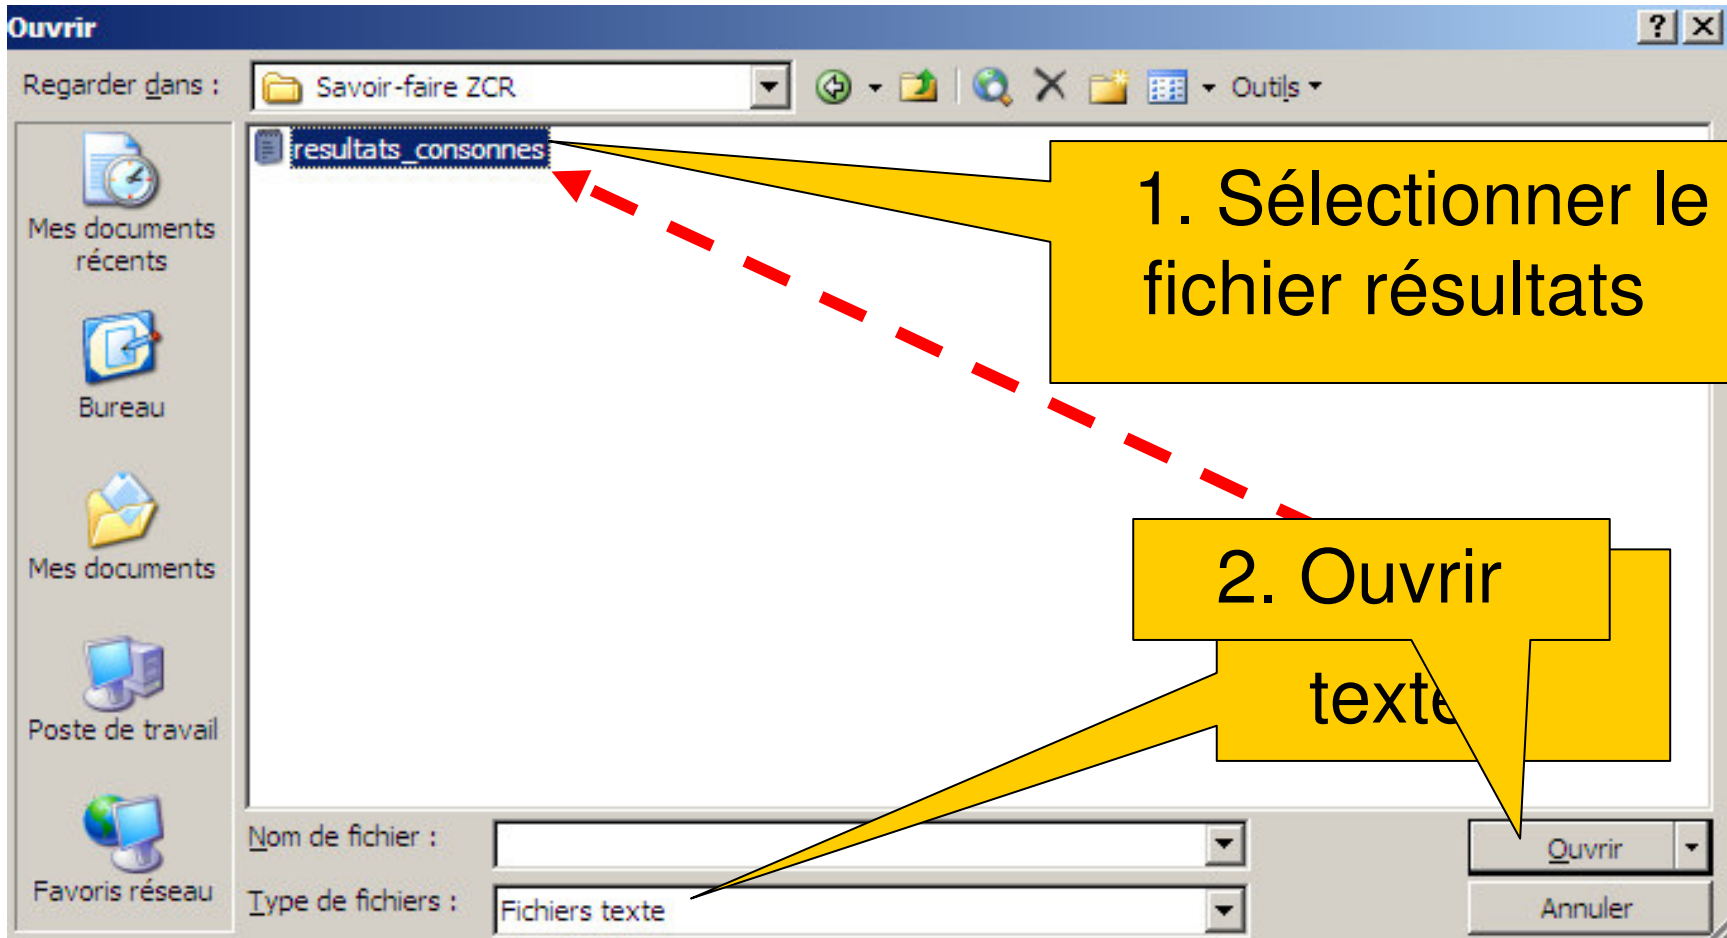 Ouvrir
Regarder dans :
Savoir-faire ZCR
Outils
resultats_consonnes
Mes documents
récents
Bureau
Mes documents
Poste de travail
Favoris réseau
1. Sélectionner le
fichier résultats
2. Ouvrir
texte
Nom de fichier :
Ouvrir
Type de fichiers :
Fichiers texte
Annuler